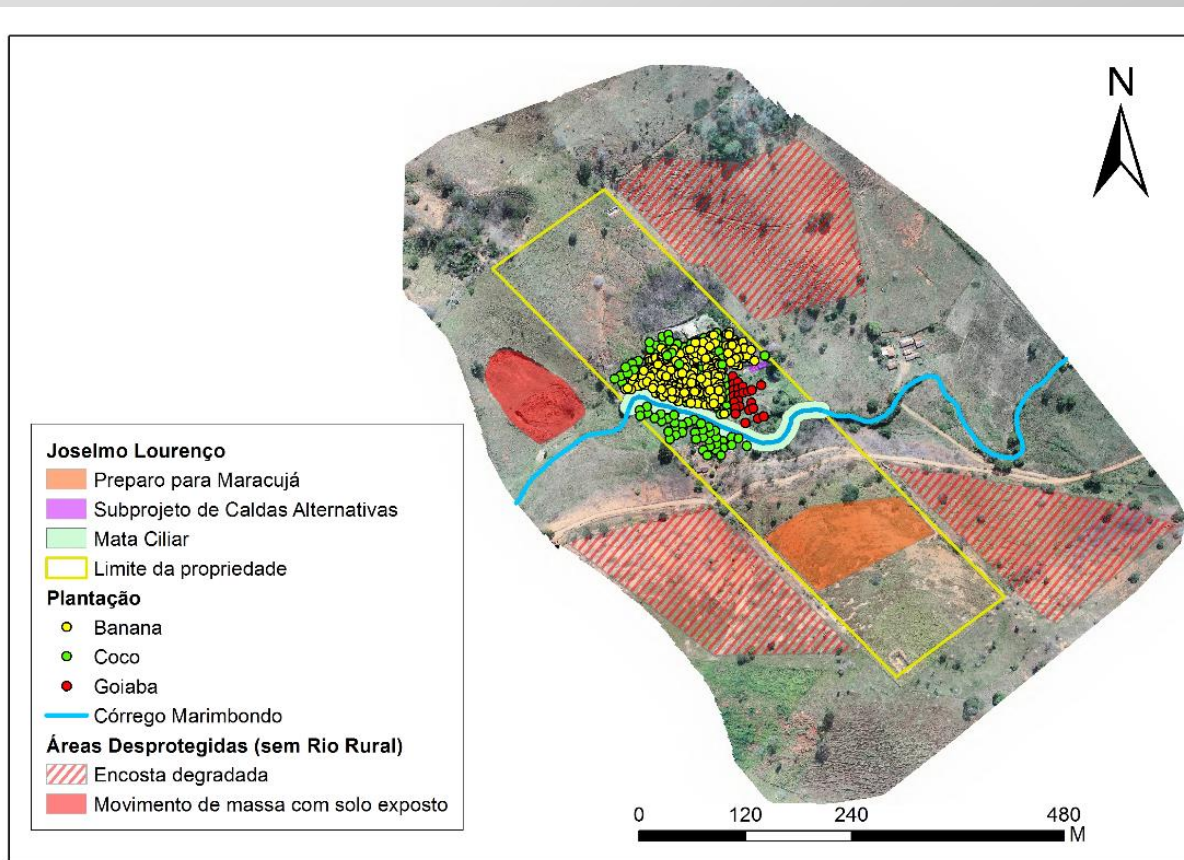 N
Joselmo Lourenço
Preparo para Maracujá
Subprojeto de Caldas Alternativas
Mata Ciliar
Limite da propriedade
Plantação
Banana
Coco
Goiaba
Córrego Marimbondo
Áreas Desprotegidas (sem Rio Rural)
Encosta degradada
Movimento de massa com solo exposto
0 120 240 480
M